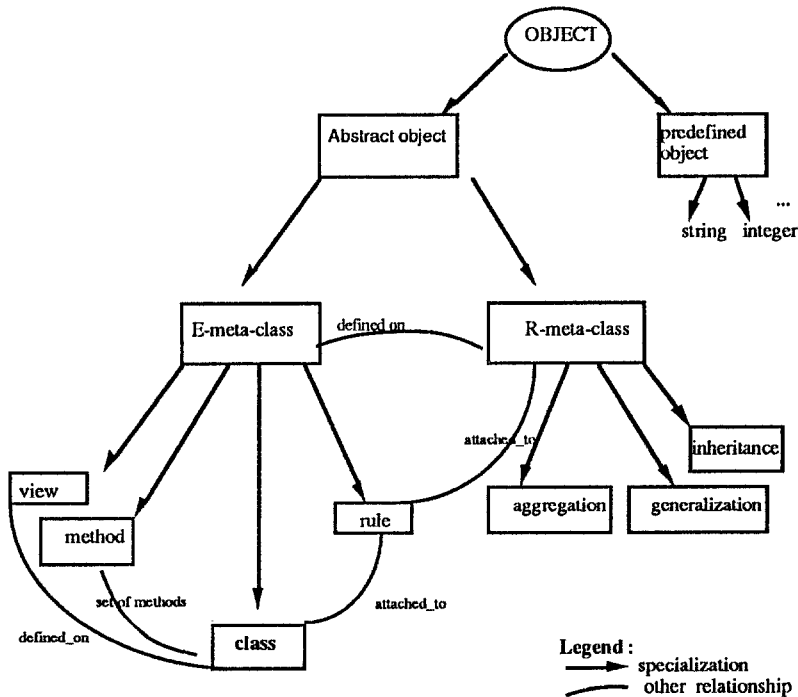 OBJECT
Abstract object
predefined
object
...
string integer
E-meta-class
defined on
R-meta-class
attached_to
inheritance
view
aggregation
generalization
rule
method
set of methods
attached_to
defined_on
class
Legend :
specialization
other relationship